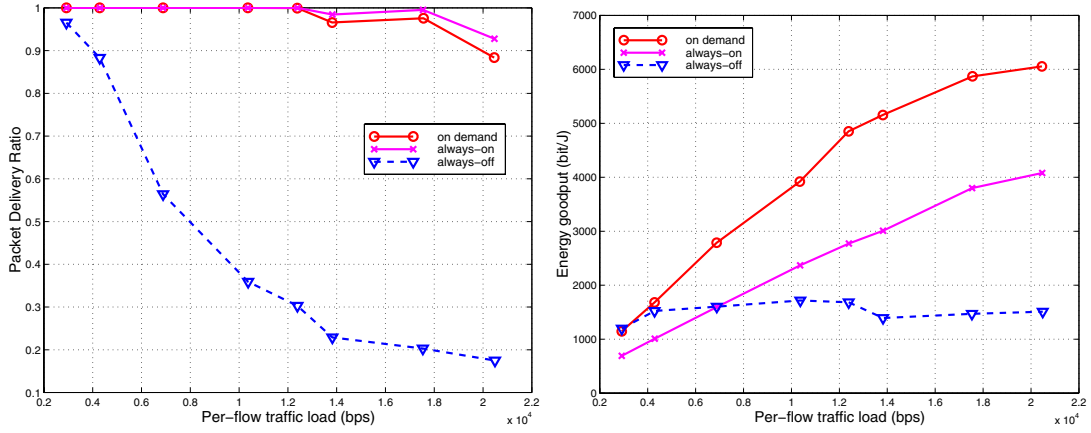 1
0.9
0.8
0.7
0.6
0.5
0.4
0.3
0.2
0.1
Packet Delivery Ratio
on demand
always-on
always-off
0.2 0.4 0.6 0.8 1 1.2 1.4 1.6 1.8 2 2.2
Per-flow traffic load (bps)
x 10^4
7000
6000
5000
4000
3000
2000
1000
0
Energy goodput (bit/J)
on demand
always-on
always-off
0.2 0.4 0.6 0.8 1 1.2 1.4 1.6 1.8 2 2.2
Per-flow traffic load (bps)
x 10^4